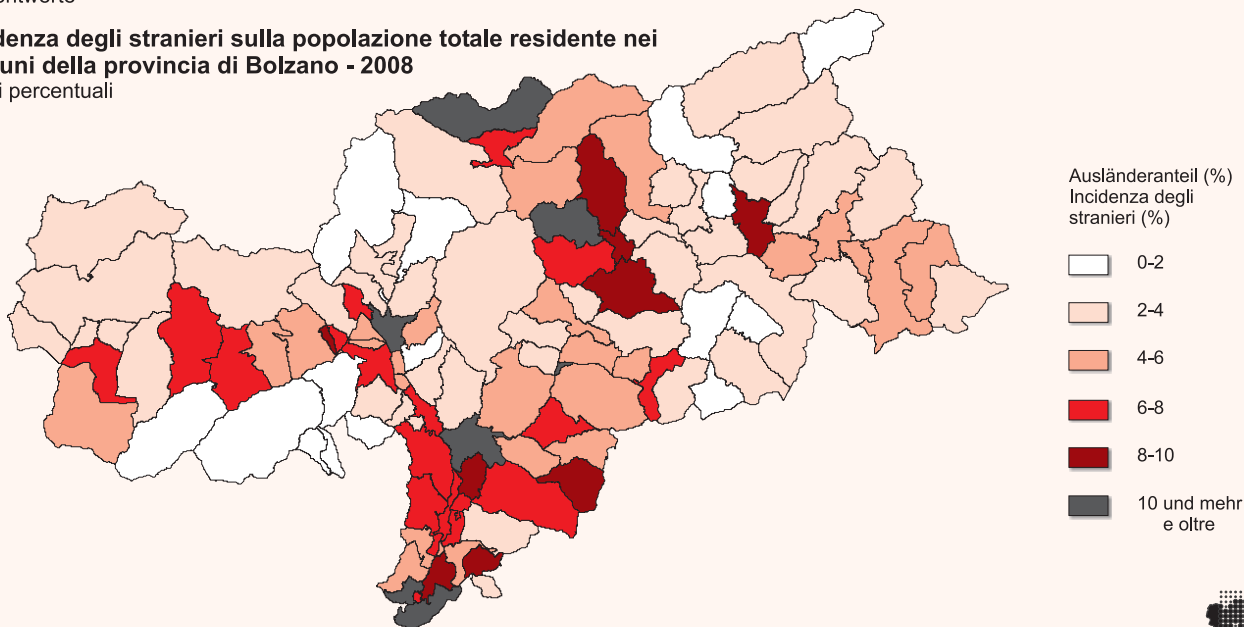 denza degli stranieri sulla popolazione totale residente nei
uni della provincia di Bolzano - 2008
i percentuali
Ausländeranteil (%)
Incidenza degli
stranieri (%)
0-2
2-4
4-6
6-8
8-10
10 und mehr
e oltre